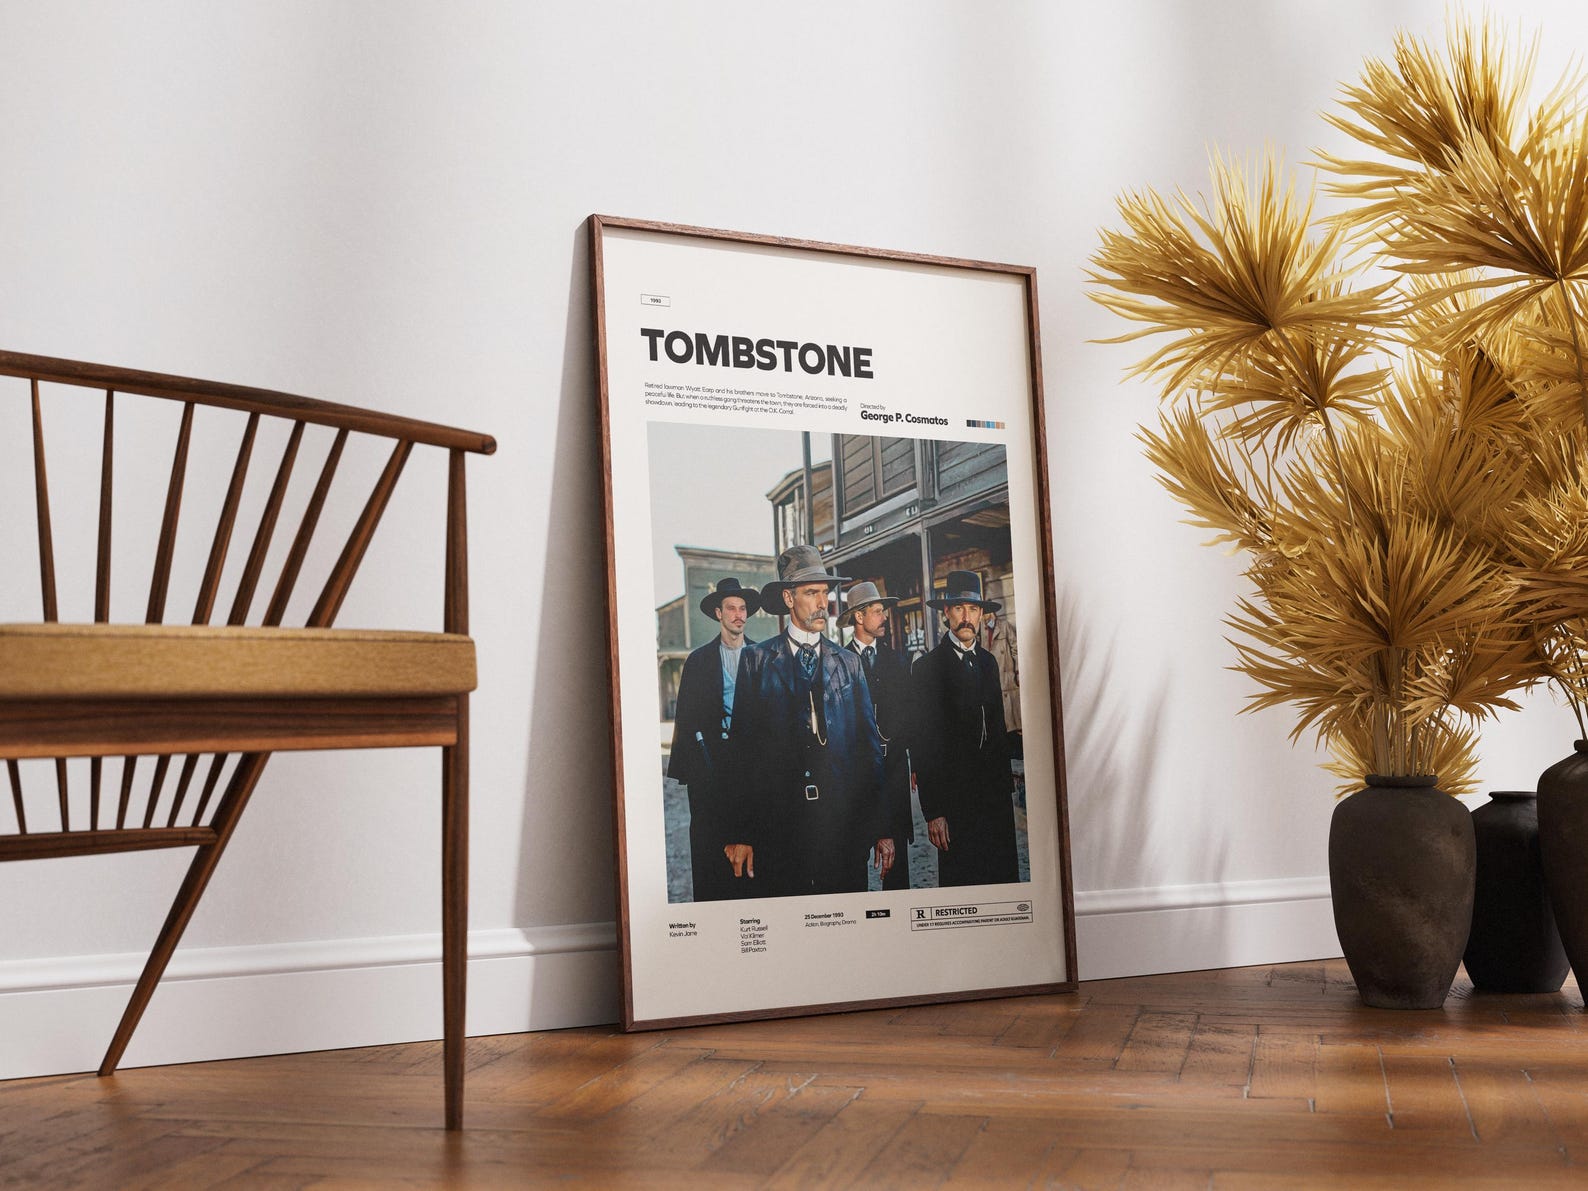 1993
TOMBSTONE
Retired lawman Wyatt Earp and his brothers move to Tombstone, Arizona, seeking a
peaceful life. But when a ruthless gang threatens the town, they are forced into a deadly
showdown, leading to the legendary Gunfight at the O.K. Corral.
Directed by
George P. Cosmatos
Written by
Kevin Jarre
Starring
Kurt Russell
Val Kilmer
Sam Elliott
Bill Paxton
25 December 1993
Action, Biography, Drama
2h 10m
R RESTRICTED
UNDER 17 REQUIRES ACCOMPANYING PARENT OR ADULT GUARDIAN.